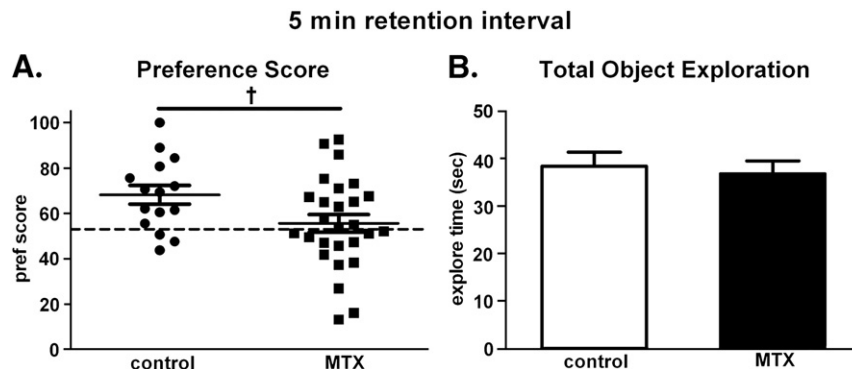 5 min retention interval
A.
Preference Score
†
pref score
100
80
60
40
20
0
control
MTX
B.
Total Object Exploration
explore time (sec)
50
40
30
20
10
0
control
MTX